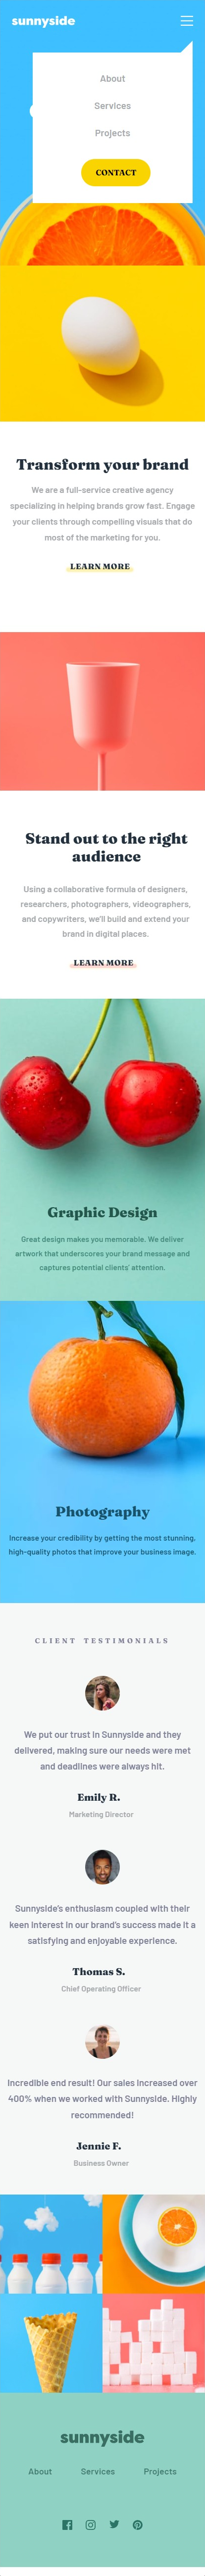 sunnyside
About
Services
Projects
CONTACT
Transform your brand
We are a full-service creative agency
specializing in helping brands grow fast. Engage
your clients through compelling visuals that do
most of the marketing for you.
LEARN MORE
Stand out to the right
audience
Using a collaborative formula of designers,
researchers, photographers, videographers,
and copywriters, we'll build and extend your
brand in digital places.
LEARN MORE
Graphic Design
Great design makes you memorable. We deliver
artwork that underscores your brand message and
captures potential clients' attention.
Photography
Increase your credibility by getting the most stunning,
high-quality photos that improve your business image.
CLIENT TESTIMONIALS
We put our trust in Sunnyside and they
delivered, making sure our needs were met
and deadlines were always hit.
Emily R.
Marketing Director
Sunnyside's enthusiasm coupled with their
keen interest in our brand's success made it a
satisfying and enjoyable experience.
Thomas S.
Chief Operating Officer
Incredible end result! Our sales increased over
400% when we worked with Sunnyside. Highly
recommended!
Jennie F.
Business Owner
sunnyside
About Services Projects